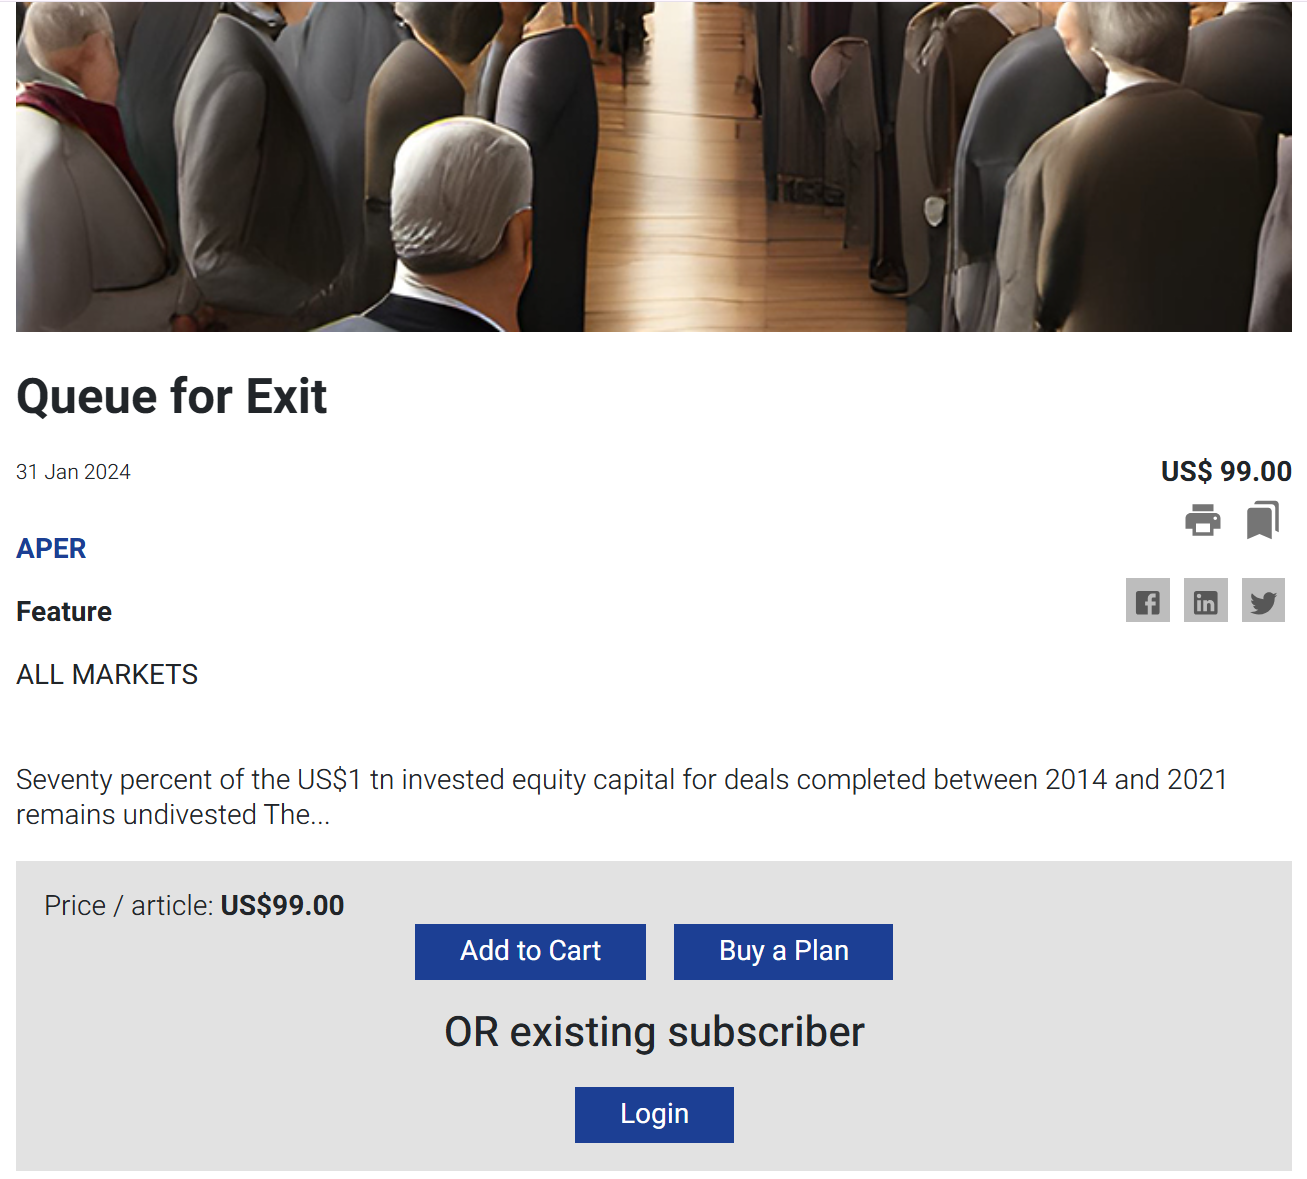 Queue for Exit
31 Jan 2024
US$ 99.00
APER
Feature
ALL MARKETS
Seventy percent of the US$1 tn invested equity capital for deals completed between 2014 and 2021
remains undivested The...
Price / article: US$99.00
Add to Cart
Buy a Plan
OR existing subscriber
Login